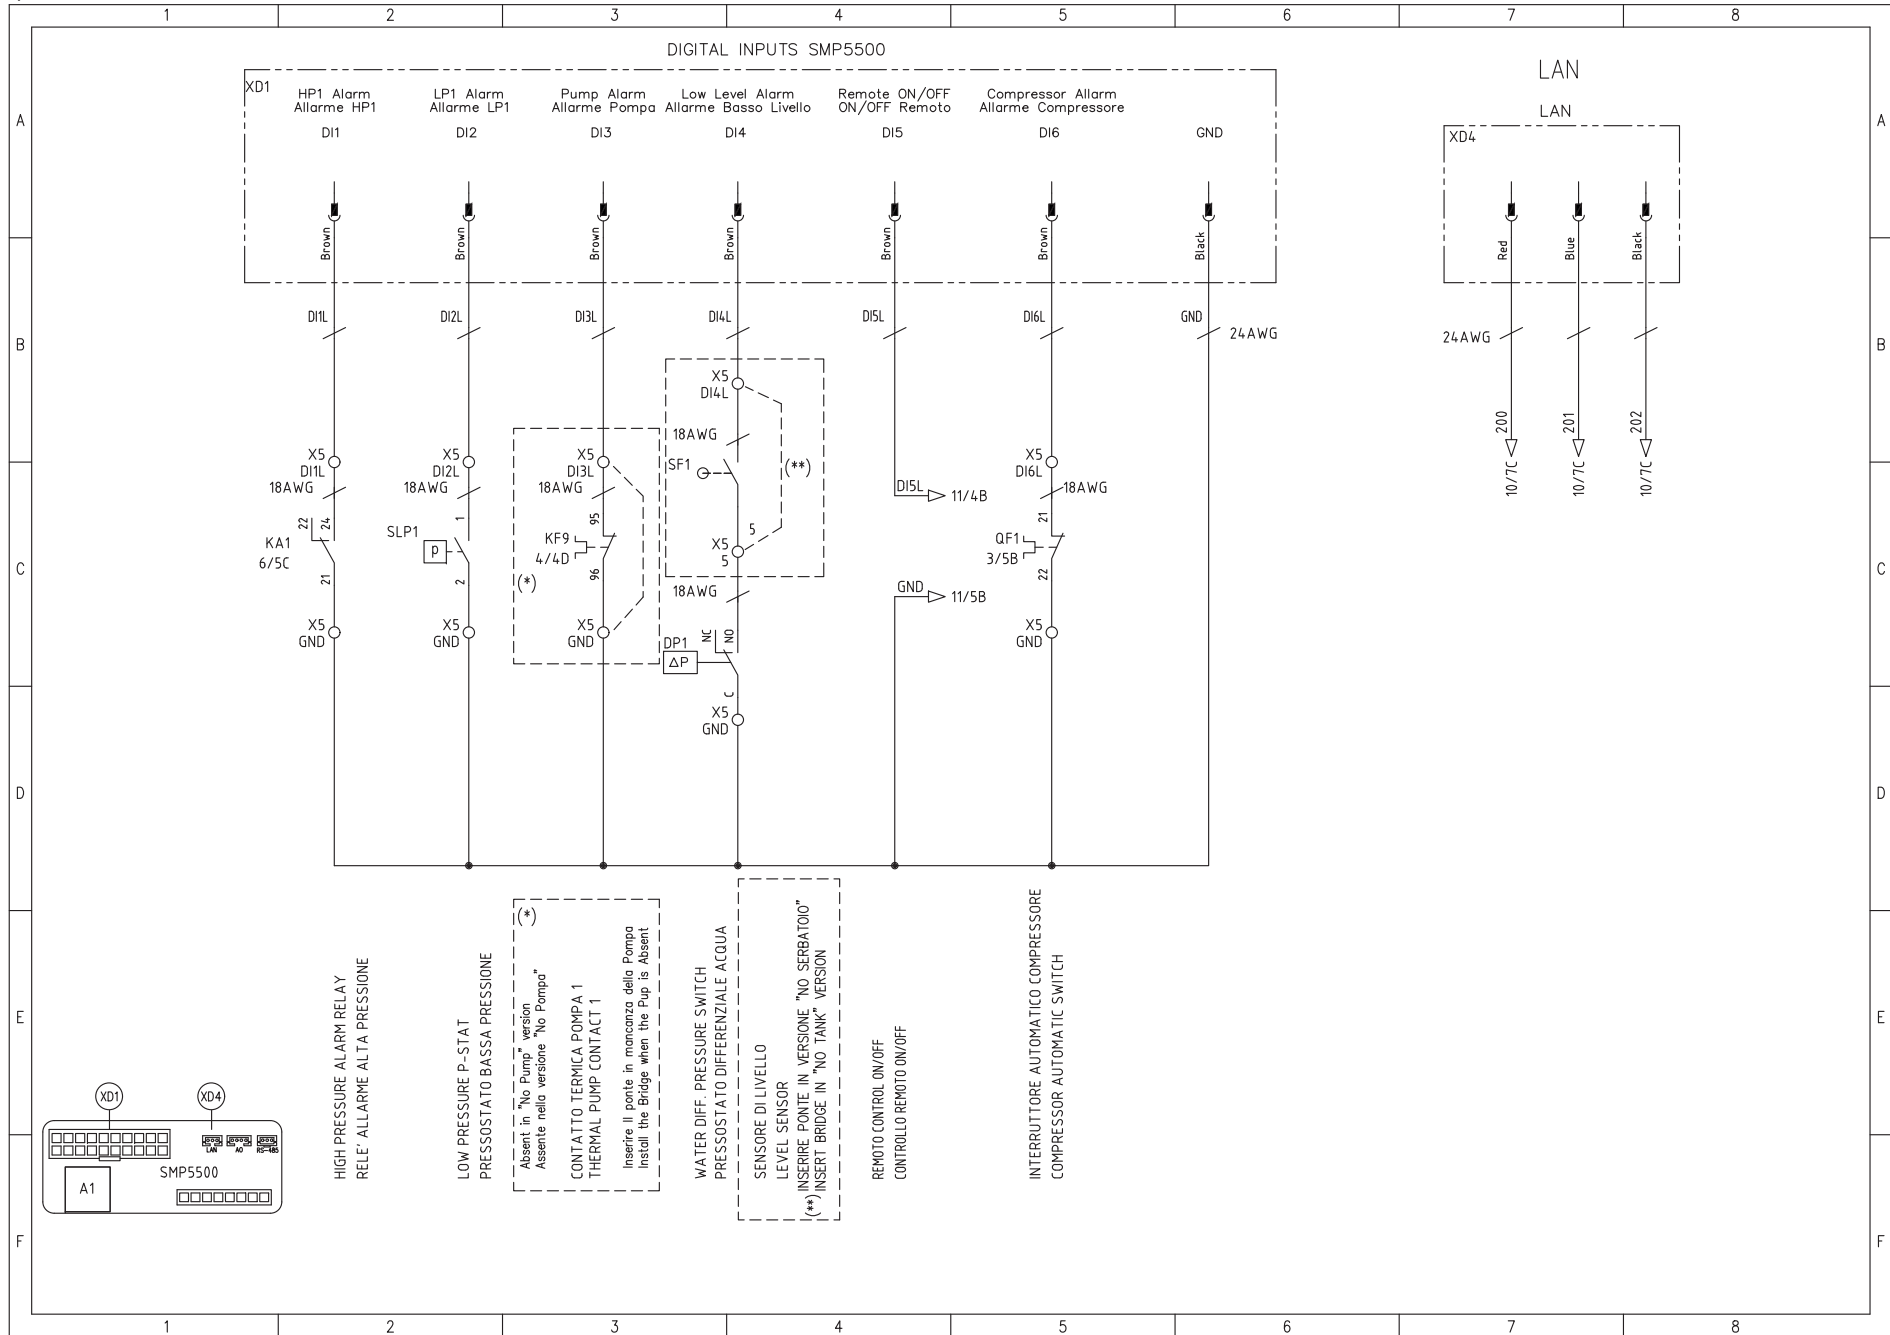 1 2 3 4 5 6 7 8
DIGITAL INPUTS SMP5500
LAN
XD1
HP1 Alarm
Allarme HP1
LP1 Alarm
Allarme LP1
Pump Alarm
Allarme Pompa
Low Level Alarm
Allarme Basso Livello
Remote ON/OFF
ON/OFF Remoto
Compressor Allarm
Allarme Compressore
DI1 DI2 DI3 DI4 DI5 DI6 GND
LAN
XD4
A A
Brown Brown Brown Brown Brown Brown Black
Red Blue Black
DI1L DI2L DI3L DI4L DI5L DI6L GND
24AWG
24AWG
B B
X5
DI4L
18AWG
SF1
(**)
5
X5
5
18AWG
DP1
ΔP
NC
NO
C
X5
GND
X5
DI1L
18AWG
22
24
KA1
6/5C
21
X5
GND
X5
DI2L
18AWG
1
SLP1
P
2
X5
GND
X5
DI3L
18AWG
95
KF9
4/4D
(*)
96
X5
GND
DI5L
11/4B
GND
11/5B
X5
DI6L
18AWG
21
QF1
3/5B
22
X5
GND
200
10/7C
201
10/7C
202
10/7C
C C
D D
HIGH PRESSURE ALARM RELAY
RELE' ALLARME ALTA PRESSIONE
LOW PRESSURE P-STAT
PRESSOSTATO BASSA PRESSIONE
(*)
Absent in "No Pump" version
Assente nella versione "No Pompa"
CONTATTO TERMICA POMPA 1
THERMAL PUMP CONTACT 1
Inserire Il ponte in mancanza della Pompa
Install the Bridge when the Pup is Absent
WATER DIFF. PRESSURE SWITCH
PRESSOSTATO DIFFERENZIALE ACQUA
SENSORE DI LIVELLO
LEVEL SENSOR
(**) INSERIRE PONTE IN VERSIONE "NO SERBATOIO"
INSERT BRIDGE IN "NO TANK" VERSION
REMOTO CONTROL ON/OFF
CONTROLLO REMOTO ON/OFF
INTERRUTTORE AUTOMATICO COMPRESSORE
COMPRESSOR AUTOMATIC SWITCH
E E
XD1
XD4
LAN AO RS-485
SMP5500
A1
F F
1 2 3 4 5 6 7 8